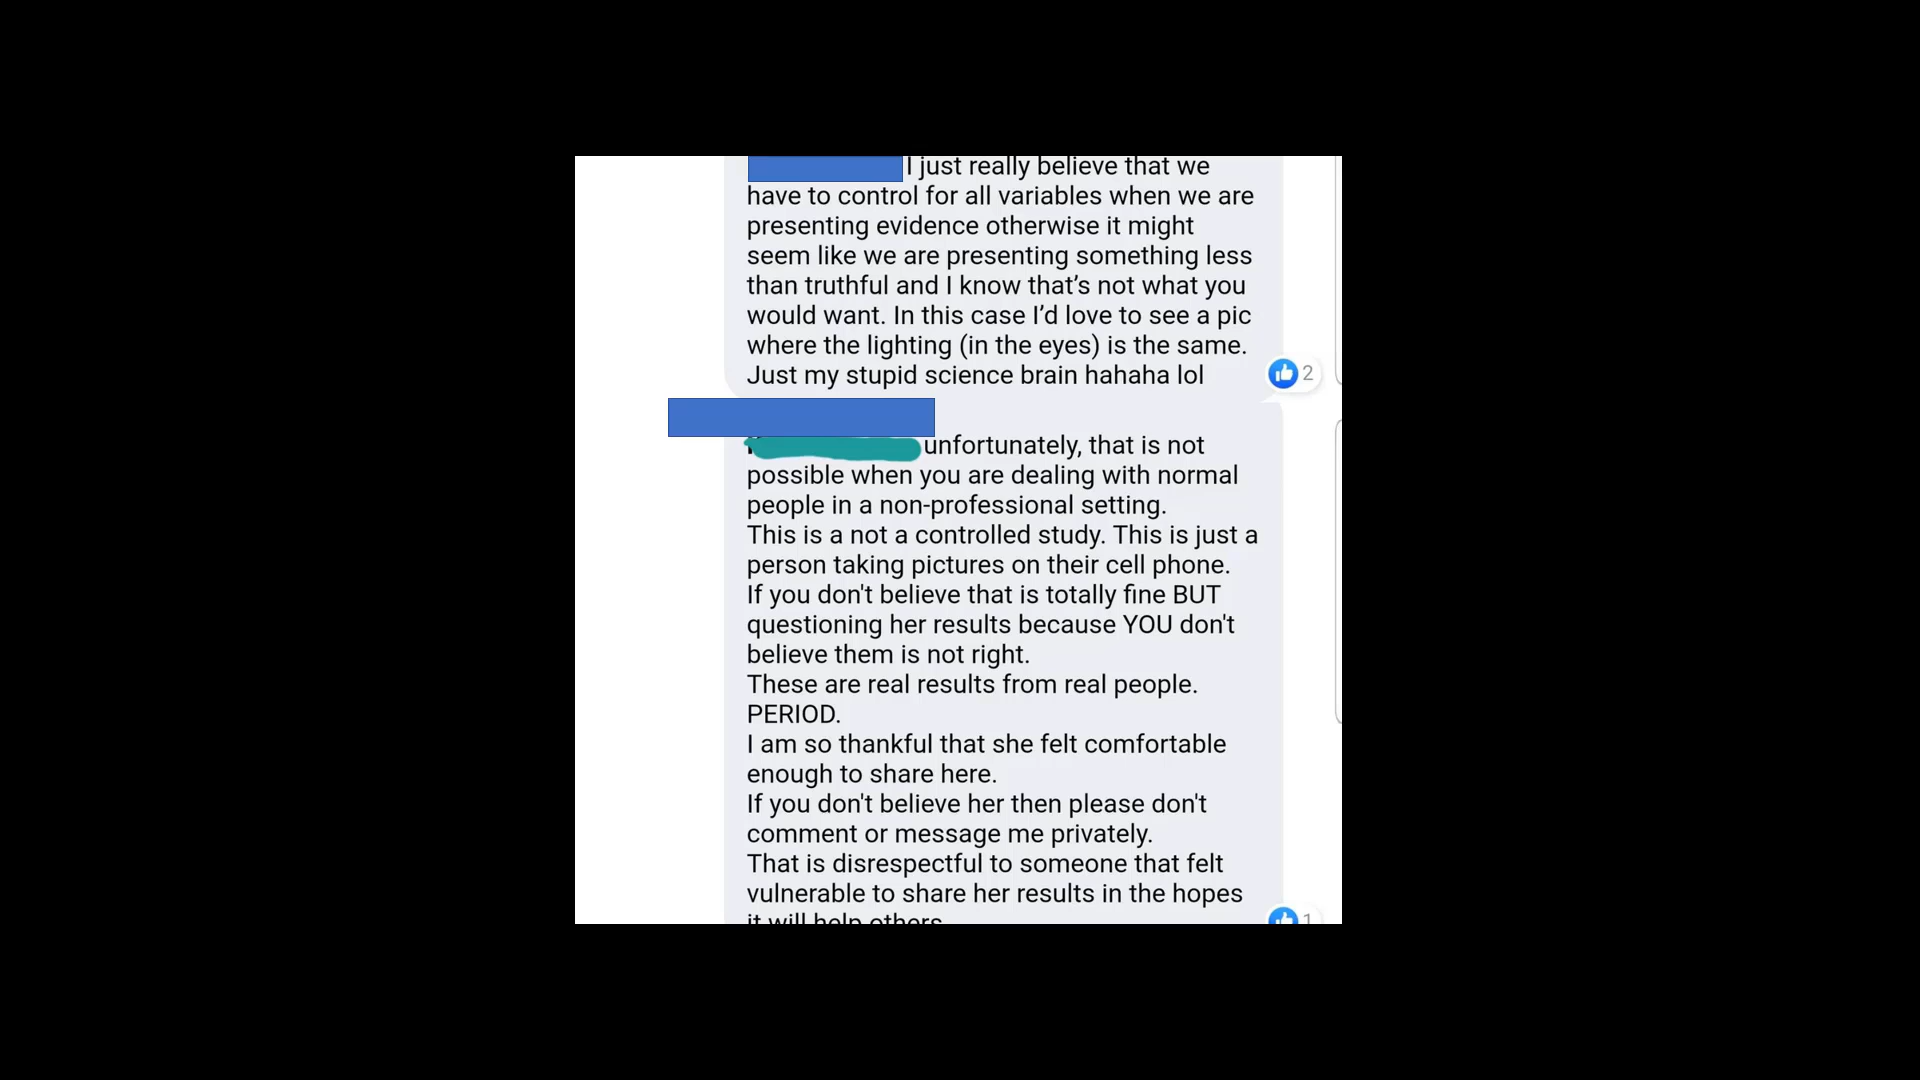 I just really believe that we
have to control for all variables when we are
presenting evidence otherwise it might
seem like we are presenting something less
than truthful and I know that’s not what you
would want. In this case I’d love to see a pic
where the lighting (in the eyes) is the same.
Just my stupid science brain hahaha lol
2
unfortunately, that is not
possible when you are dealing with normal
people in a non-professional setting.
This is a not a controlled study. This is just a
person taking pictures on their cell phone.
If you don't believe that is totally fine BUT
questioning her results because YOU don't
believe them is not right.
These are real results from real people.
PERIOD.
I am so thankful that she felt comfortable
enough to share here.
If you don't believe her then please don't
comment or message me privately.
That is disrespectful to someone that felt
vulnerable to share her results in the hopes
it will help others.
1